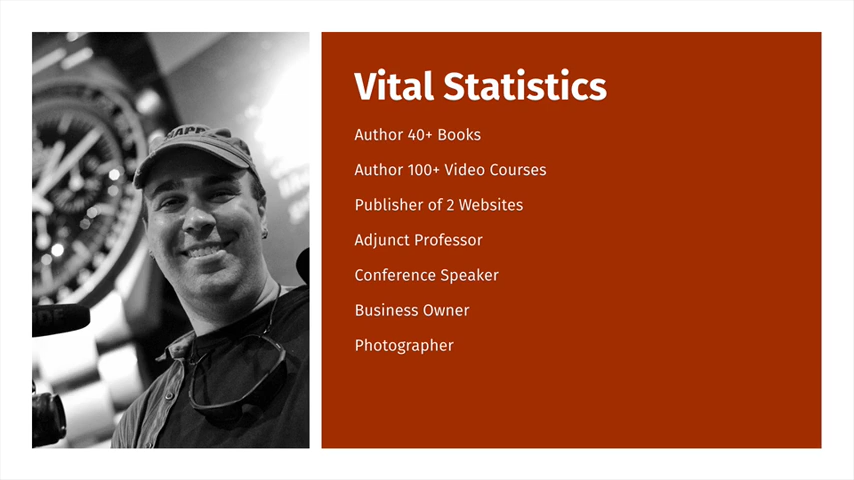 Vital Statistics
Author 40+ Books
Author 100+ Video Courses
Publisher of 2 Websites
Adjunct Professor
Conference Speaker
Business Owner
Photographer